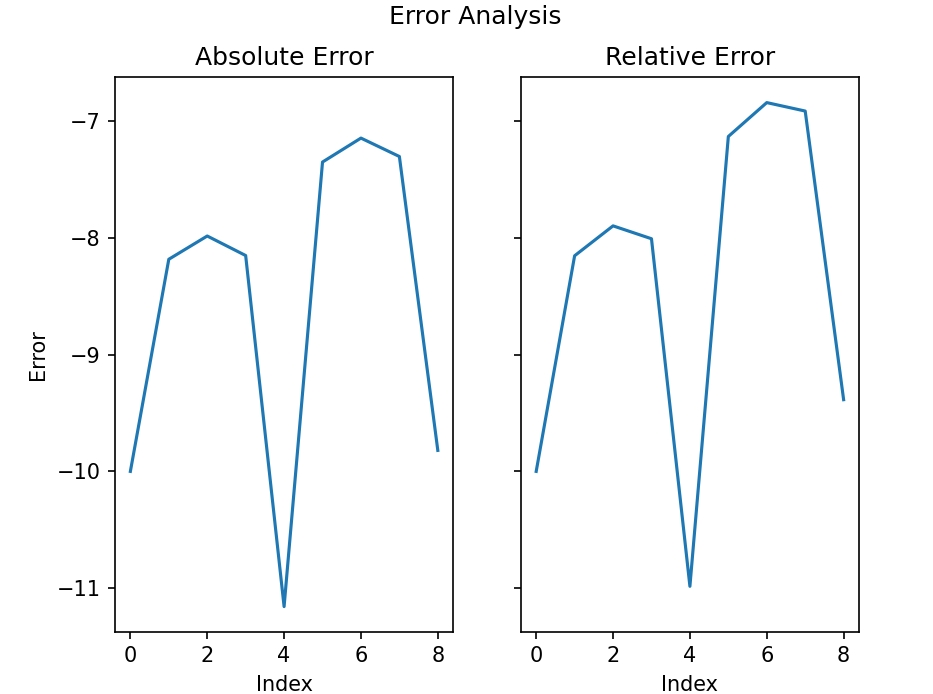 Error Analysis
Absolute Error
Relative Error
−7
−8
−9
−10
−11
Error
0 2 4 6 8
0 2 4 6 8
Index
Index